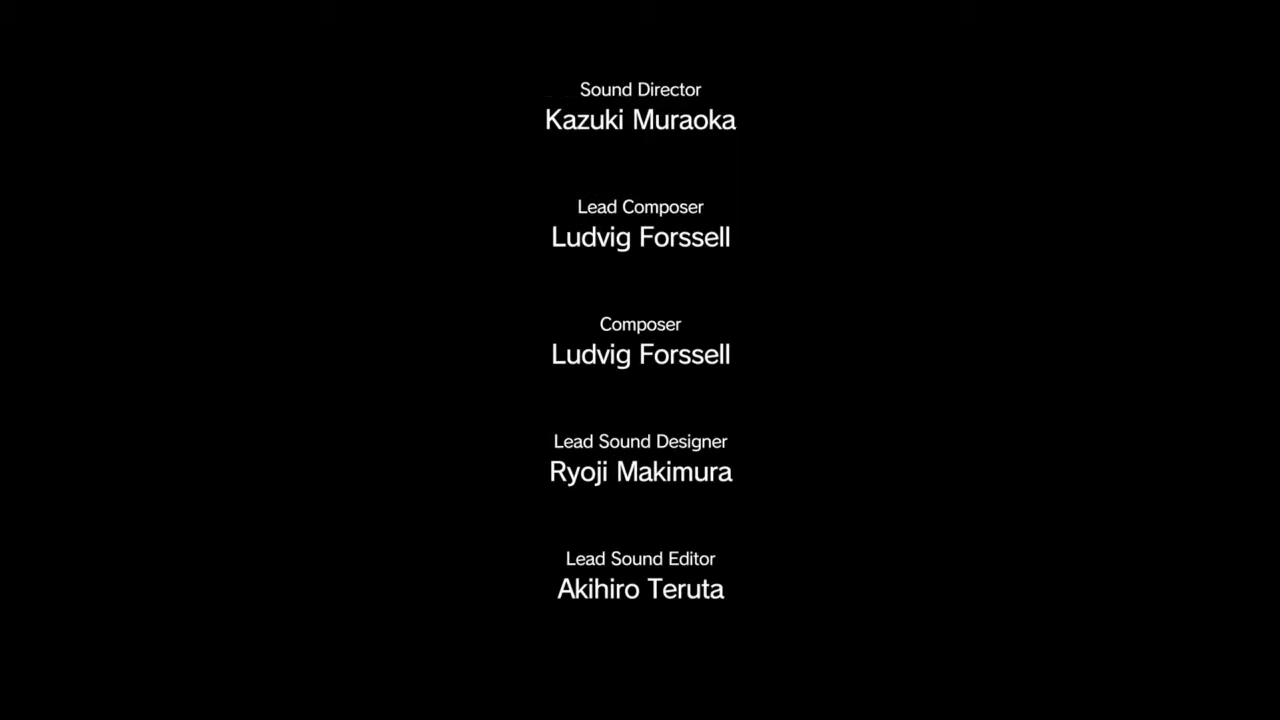 Sound Director
Kazuki Muraoka
Lead Composer
Ludvig Forssell
Composer
Ludvig Forssell
Lead Sound Designer
Ryoji Makimura
Lead Sound Editor
Akihiro Teruta